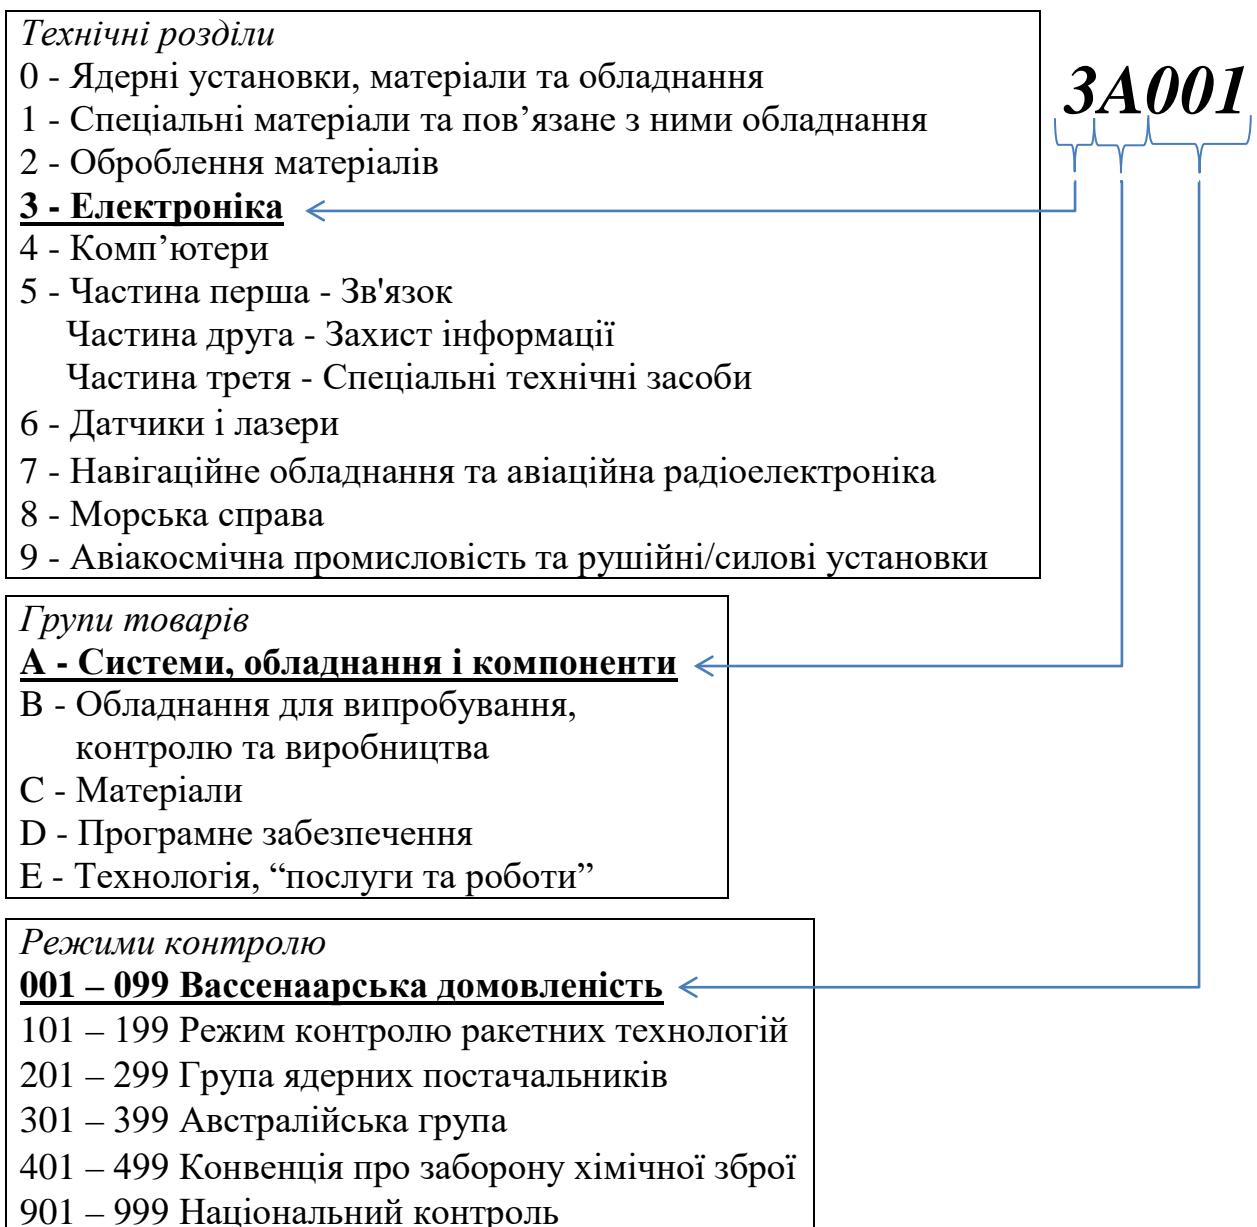 Технічні розділи
0 - Ядерні установки, матеріали та обладнання
1 - Спеціальні матеріали та пов’язане з ними обладнання
2 - Оброблення матеріалів
3 - Електроніка
4 - Комп’ютери
5 - Частина перша - Зв'язок
Частина друга - Захист інформації
Частина третя - Спеціальні технічні засоби
6 - Датчики і лазери
7 - Навігаційне обладнання та авіаційна радіоелектроніка
8 - Морська справа
9 - Авіакосмічна промисловість та рушійні/силові установки
3A001
Групи товарів
A - Системи, обладнання і компоненти
B - Обладнання для випробування,
контролю та виробництва
C - Матеріали
D - Програмне забезпечення
E - Технологія, “послуги та роботи”
Режими контролю
001 – 099 Вассенаарська домовленість
101 – 199 Режим контролю ракетних технологій
201 – 299 Група ядерних постачальників
301 – 399 Австралійська група
401 – 499 Конвенція про заборону хімічної зброї
901 – 999 Національний контроль